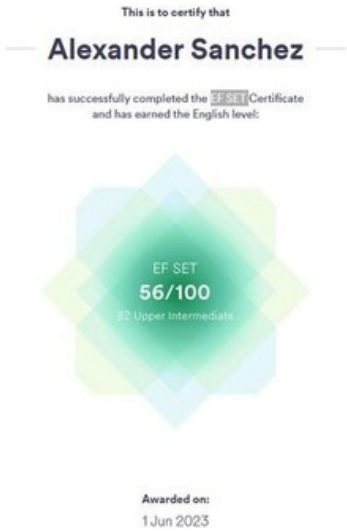 This is to certify that
Alexander Sanchez
has successfully completed the EF SET Certificate
and has earned the English level:
EF SET
56/100
B2 Upper Intermediate
Awarded on:
1 Jun 2023